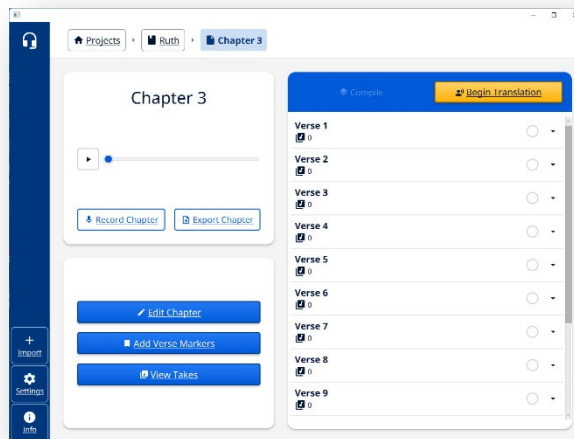 Projects
Ruth
Chapter 3
Chapter 3
Record Chapter
Export Chapter
Edit Chapter
Add Verse Markers
View Takes
Import
Settings
Info
Compile
Begin Translation
Verse 1
0
Verse 2
0
Verse 3
0
Verse 4
0
Verse 5
0
Verse 6
0
Verse 7
0
Verse 8
0
Verse 9
0